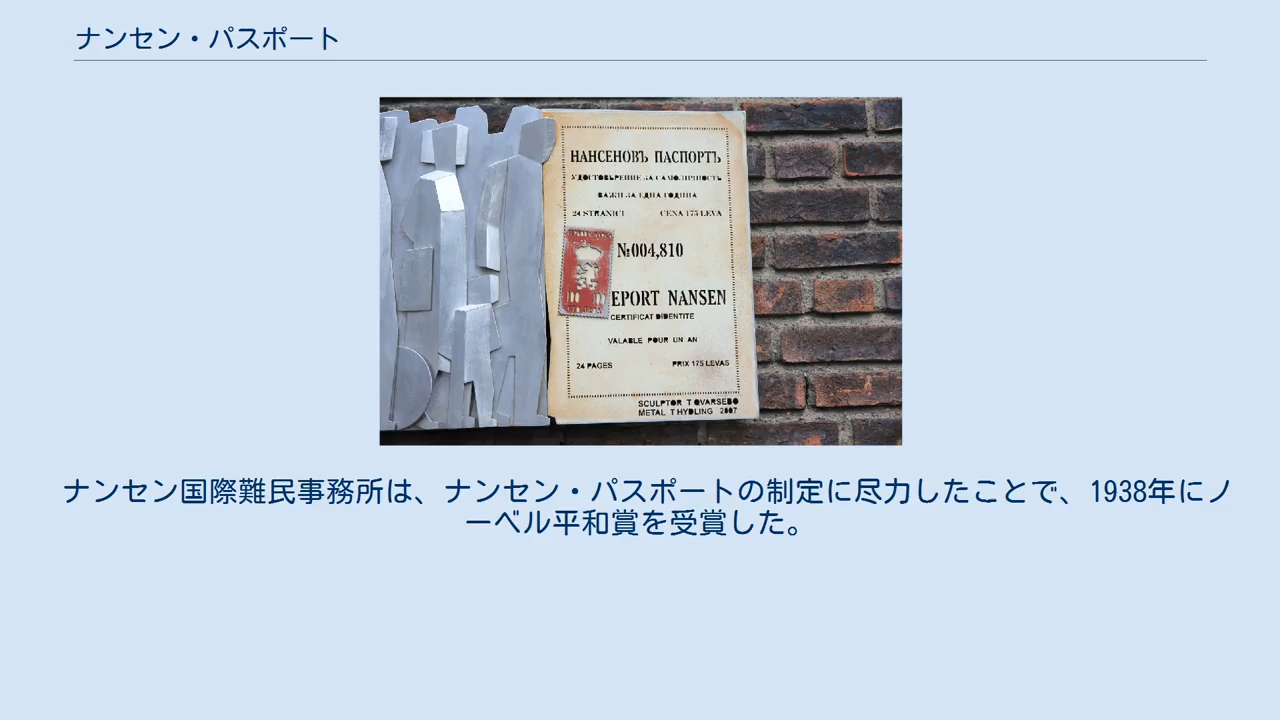 ナンセン・パスポート
НАНСЕНОВЪ ПАСПОРТЪ
УДОСТОВѢРЕНИЕ ЗА САМОЛИЧНОСТЬ
ВАЖИ ЗА ЕДНА ГОДИНА
24 STRANICI CENA 175 LEVA
№004,810
EPORT NANSEN
CERTIFICAT DIDENTITE
VALABLE POUR UN AN
24 PAGES PRIX 175 LEVAS
SCULPTOR T OVARSEBO
METAL T HYDLING 2007
ナンセン国際難民事務所は、ナンセン・パスポートの制定に尽力したことで、1938年にノ
ーベル平和賞を受賞した。